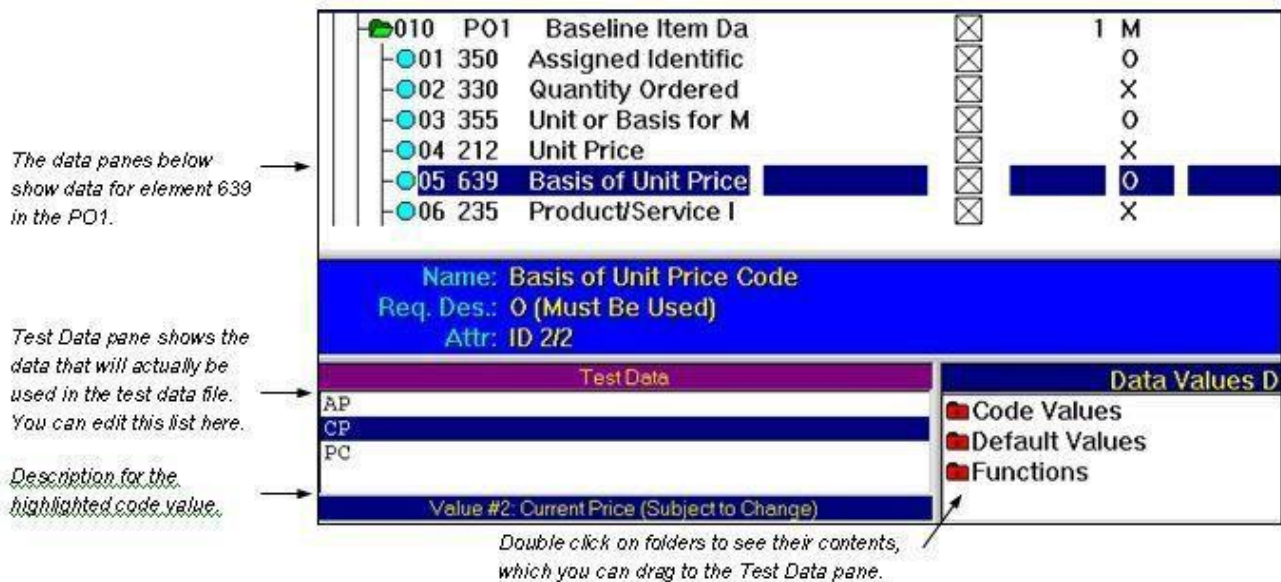 010 PO1 Baseline Item Da 1 M
01 350 Assigned Identific O
02 330 Quantity Ordered X
03 355 Unit or Basis for M O
04 212 Unit Price X
05 639 Basis of Unit Price O
06 235 Product/Service I X
The data panes below
show data for element 639
in the PO1.
Name: Basis of Unit Price Code
Req. Des.: O (Must Be Used)
Attr: ID 2/2
Test Data pane shows the
data that will actually be
used in the test data file.
You can edit this list here.
Test Data
AP
CP
PC
Value #2: Current Price (Subject to Change)
Description for the
highlighted code value.
Data Values D
Code Values
Default Values
Functions
Double click on folders to see their contents,
which you can drag to the Test Data pane.